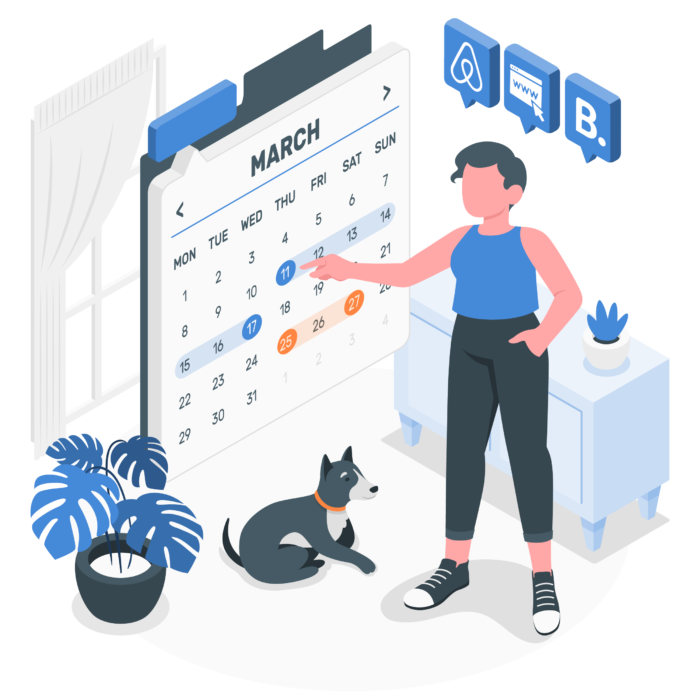 WWW
B.
MARCH
< >
MON TUE WED THU FRI SAT SUN
1 2 3 4 5 6 7
8 9 10 11 12 13 14
15 16 17 18 19 21
22 23 24 25 26 27
29 30 31 1 2 3 4